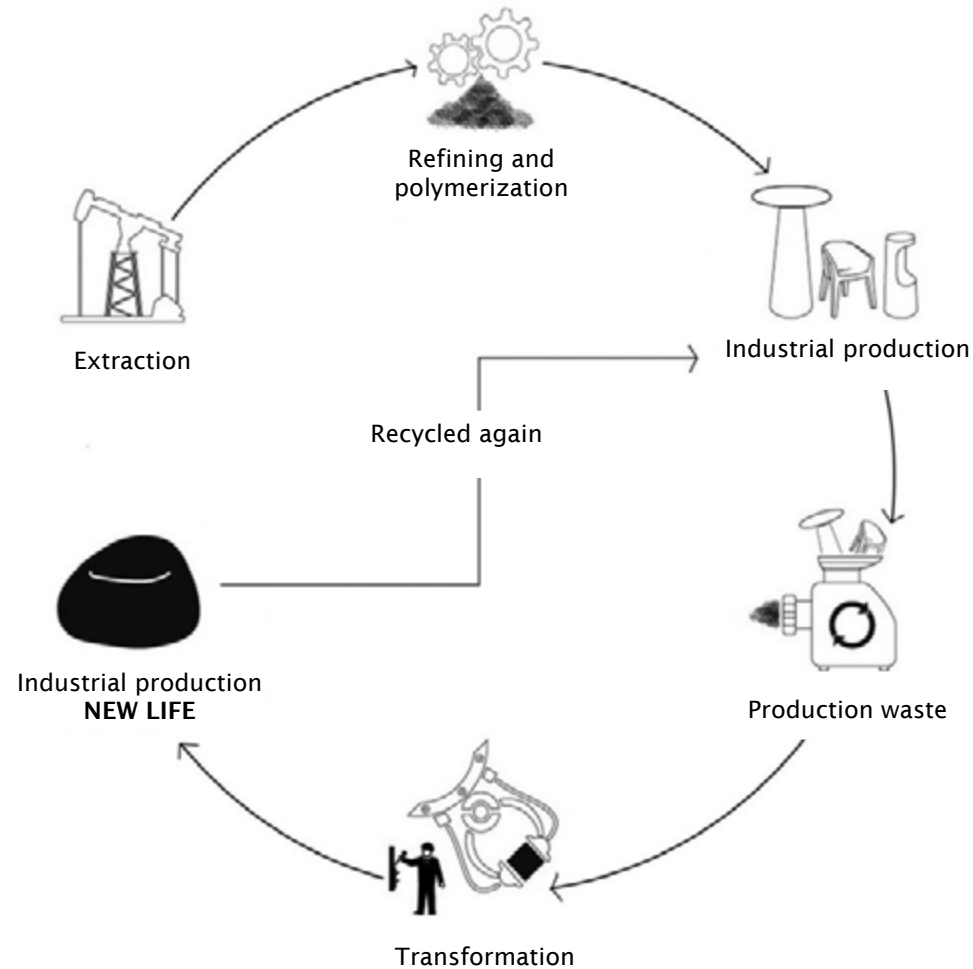 Refining and
polymerization
Extraction
Industrial production
Recycled again
Industrial production
NEW LIFE
Production waste
Transformation